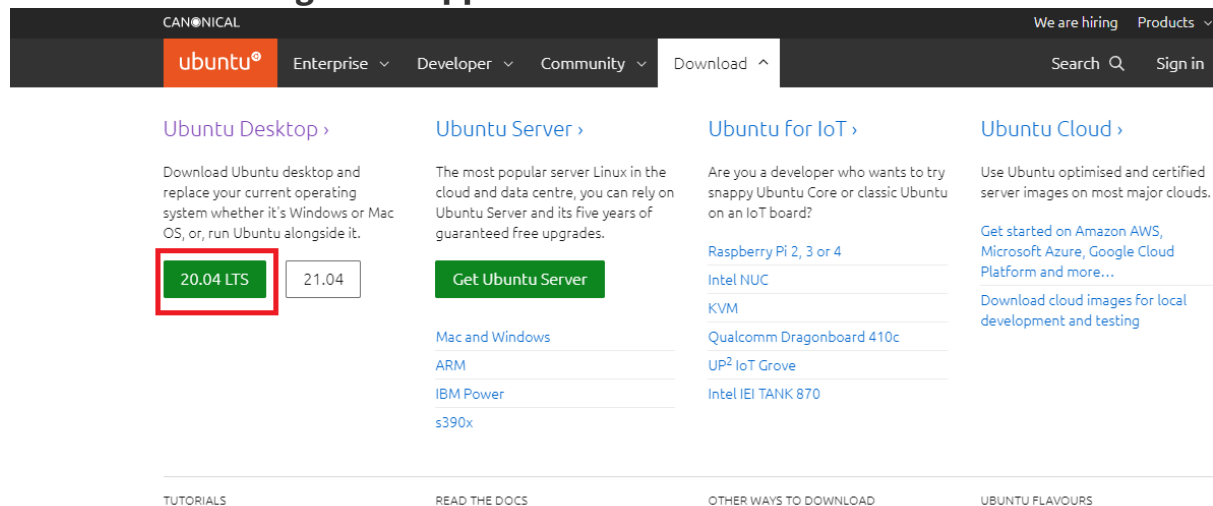 CANONICAL We are hiring Products
ubuntu® Enterprise Developer Community Download Search Sign in
Ubuntu Desktop ›
Download Ubuntu desktop and
replace your current operating
system whether it's Windows or Mac
OS, or, run Ubuntu alongside it.
20.04 LTS 21.04
Ubuntu Server ›
The most popular server Linux in the
cloud and data centre, you can rely on
Ubuntu Server and its five years of
guaranteed free upgrades.
Get Ubuntu Server
Mac and Windows
ARM
IBM Power
s390x
Ubuntu for IoT ›
Are you a developer who wants to try
snappy Ubuntu Core or classic Ubuntu
on an IoT board?
Raspberry Pi 2, 3 or 4
Intel NUC
KVM
Qualcomm Dragonboard 410c
UP² IoT Grove
Intel IEI TANK 870
Ubuntu Cloud ›
Use Ubuntu optimised and certified
server images on most major clouds.
Get started on Amazon AWS,
Microsoft Azure, Google Cloud
Platform and more…
Download cloud images for local
development and testing
TUTORIALS READ THE DOCS OTHER WAYS TO DOWNLOAD UBUNTU FLAVOURS